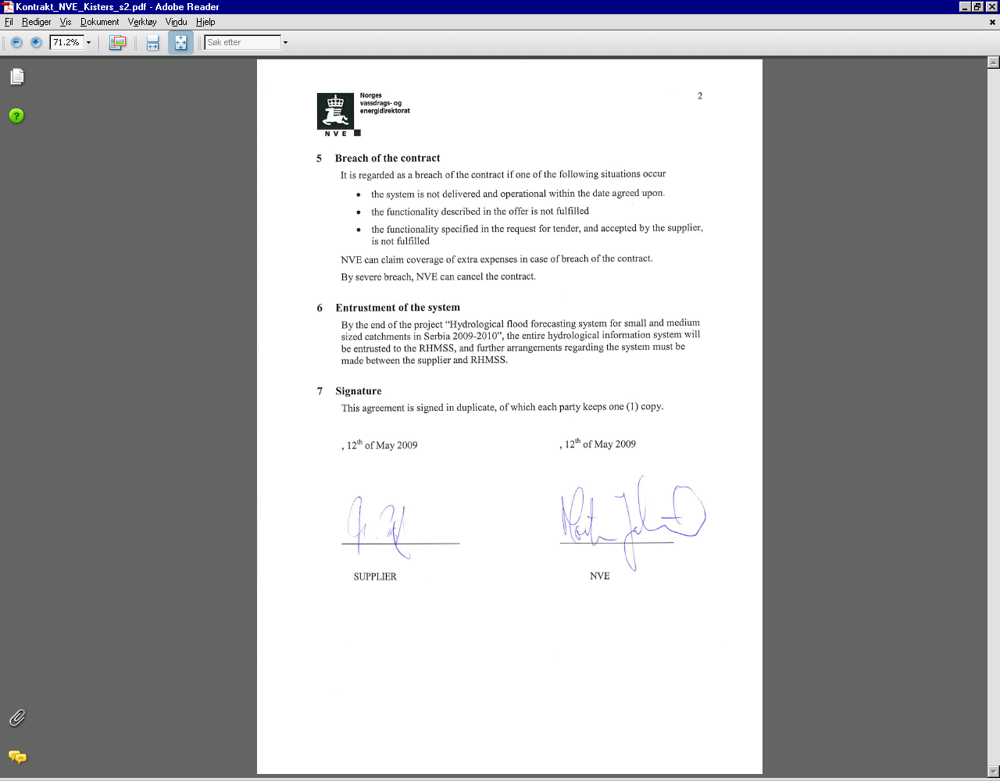 Kontrakt_NVE_Kisters_s2.pdf - Adobe Reader
Fil Rediger Vis Dokument Verktøy Vindu Hjelp
71.2% Søk etter
Norges
vassdrags- og
energidirektorat
NVE
2
5 Breach of the contract
It is regarded as a breach of the contract if one of the following situations occur
• the system is not delivered and operational within the date agreed upon.
• the functionality described in the offer is not fulfilled
• the functionality specified in the request for tender, and accepted by the supplier,
is not fulfilled
NVE can claim coverage of extra expenses in case of breach of the contract.
By severe breach, NVE can cancel the contract.
6 Entrustment of the system
By the end of the project “Hydrological flood forecasting system for small and medium
sized catchments in Serbia 2009-2010”, the entire hydrological information system will
be entrusted to the RHMSS, and further arrangements regarding the system must be
made between the supplier and RHMSS.
7 Signature
This agreement is signed in duplicate, of which each party keeps one (1) copy.
, 12th of May 2009 , 12th of May 2009
SUPPLIER NVE